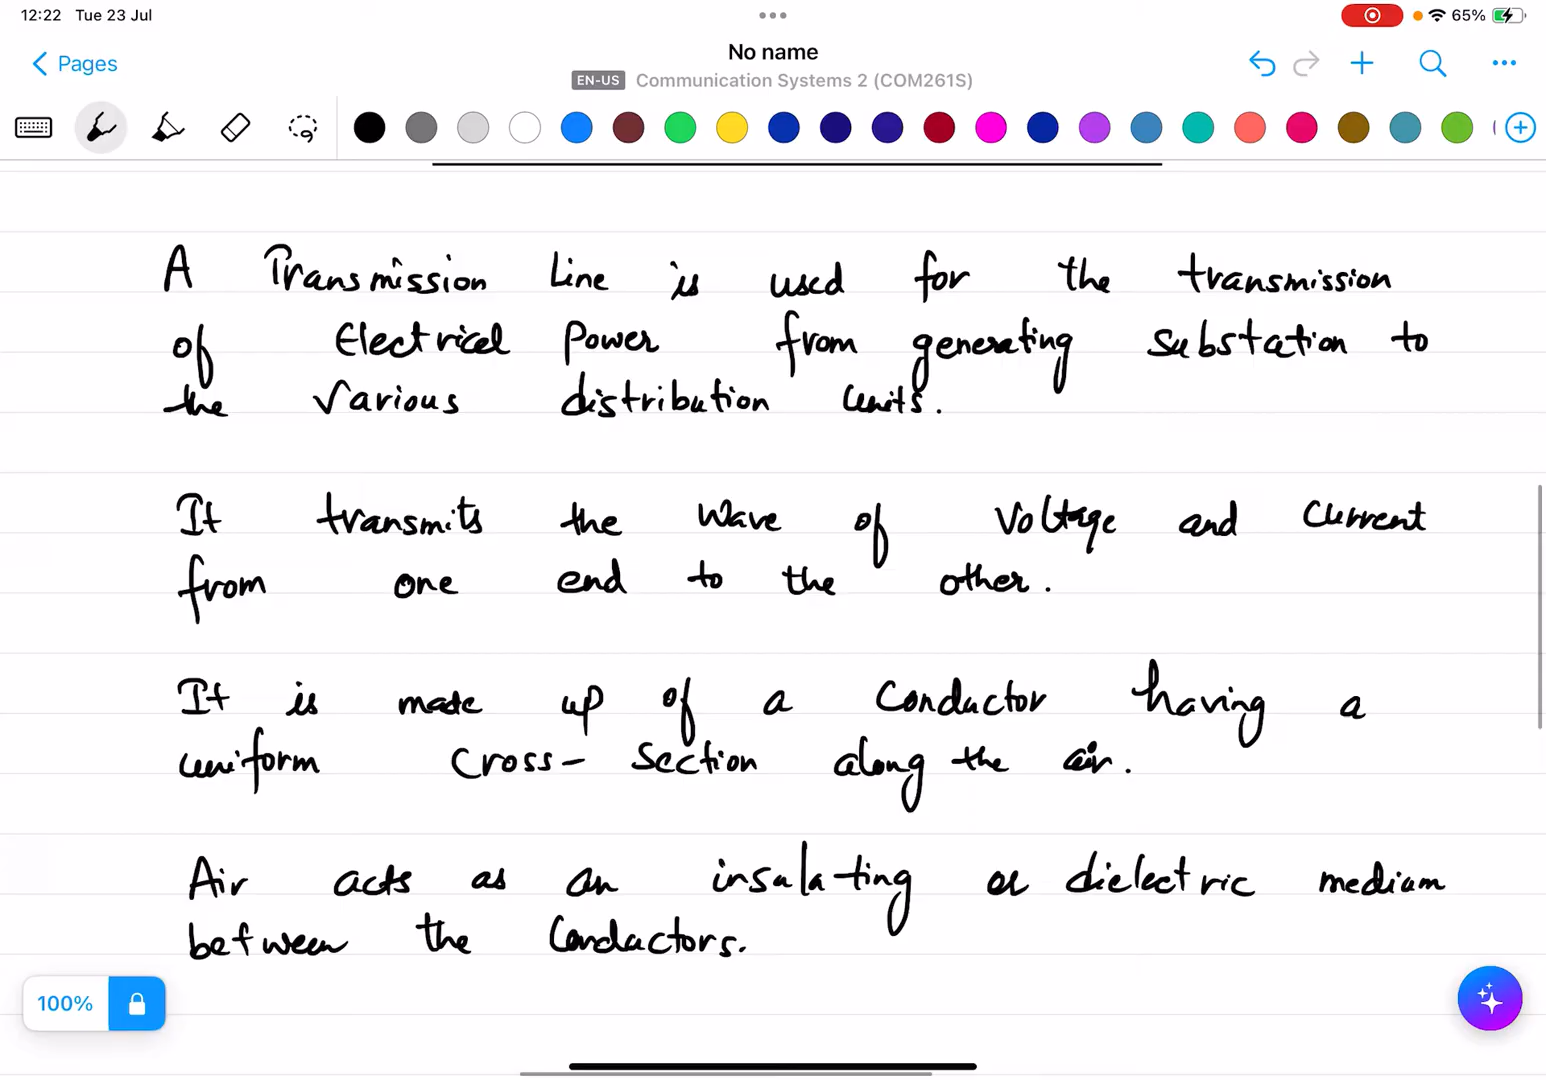 12:22 Tue 23 Jul
65%
Pages
No name
EN-US Communication Systems 2 (COM261S)
A Transmission Line is used for the transmission
of Electrical Power from generating substation to
the various distribution units.
It transmits the wave of voltage and current
from one end to the other.
It is made up of a conductor having a
uniform cross- section along the air.
Air acts as an insulating or dielectric medium
between the conductors.
100%